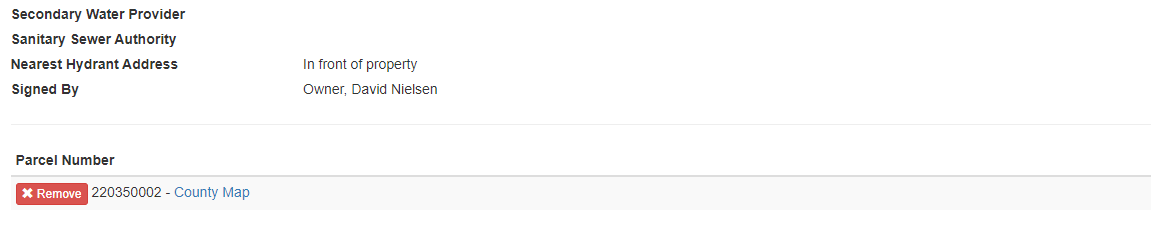 Secondary Water Provider
Sanitary Sewer Authority
Nearest Hydrant Address In front of property
Signed By Owner, David Nielsen
Parcel Number
✖ Remove 220350002 - County Map